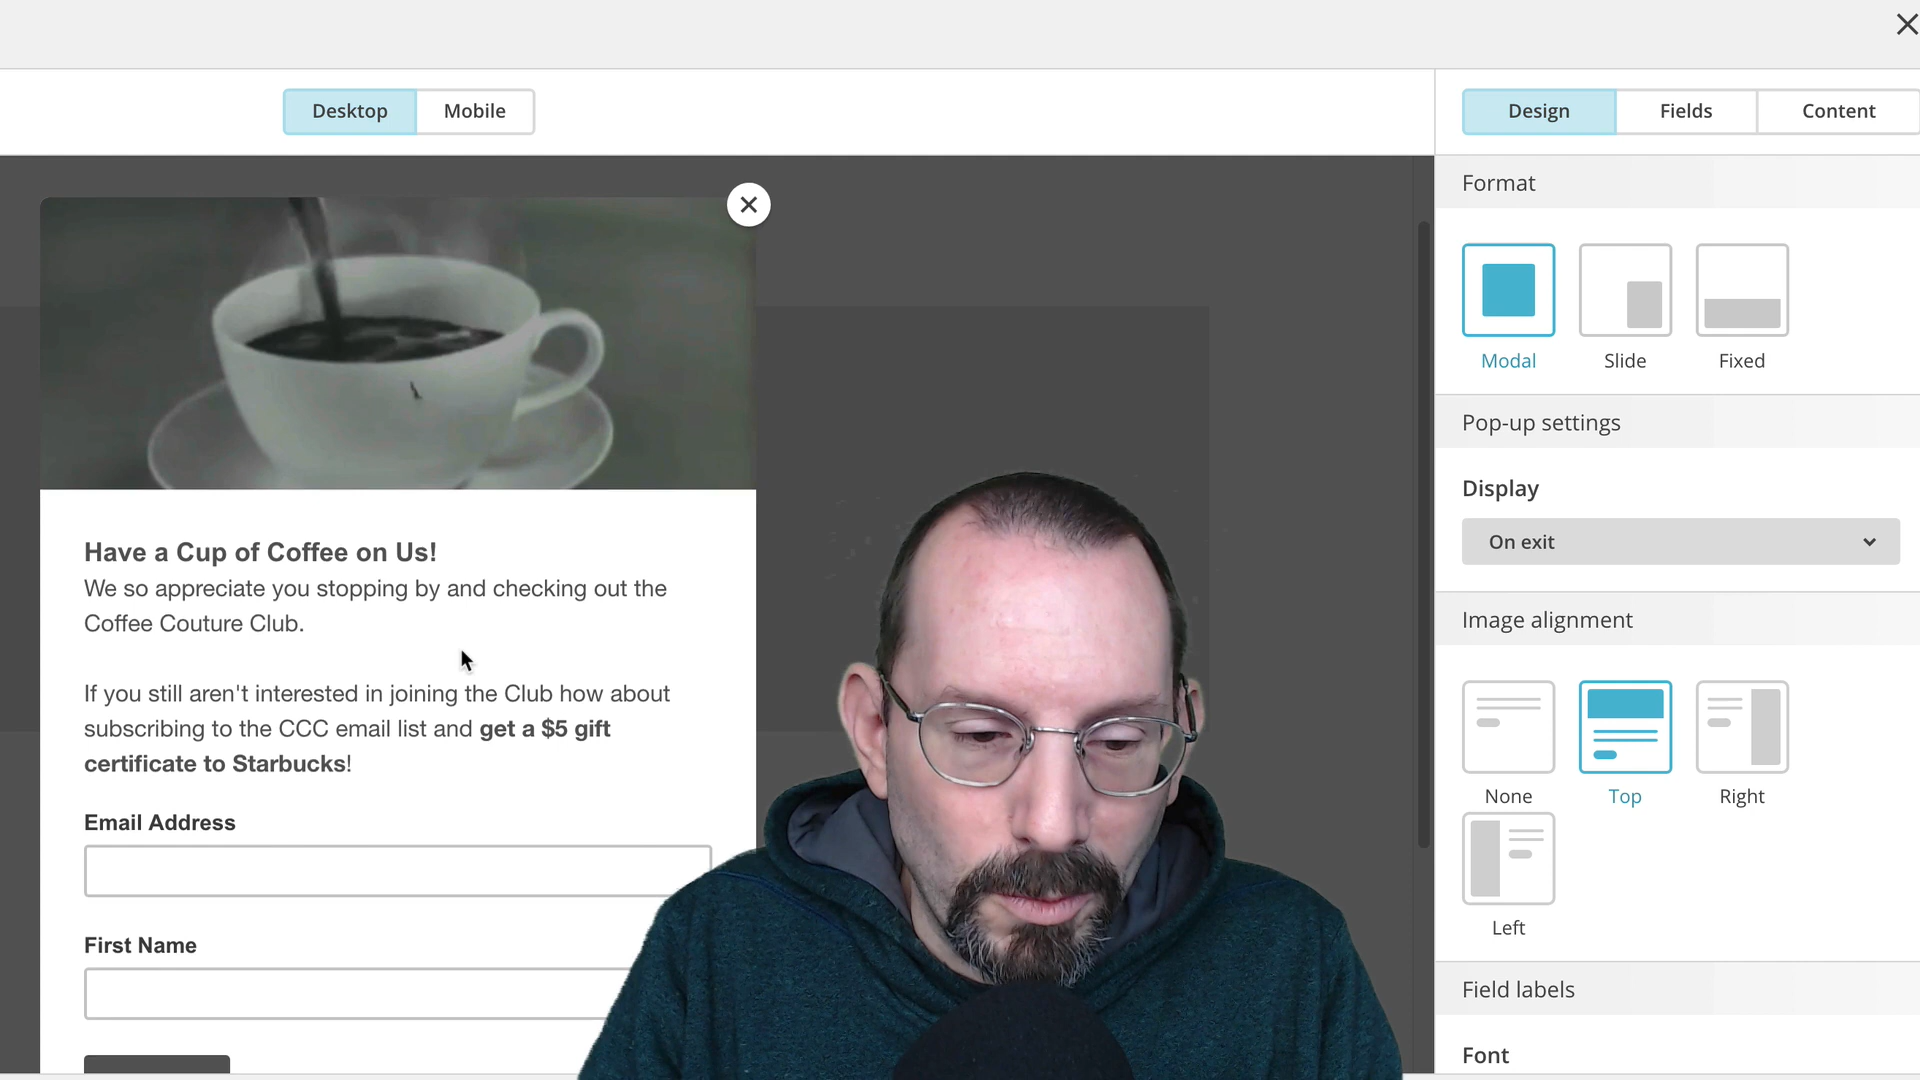 Desktop
Mobile
Design
Fields
Content
Format
Modal
Slide
Fixed
Pop-up settings
Display
On exit
Image alignment
None
Top
Right
Left
Field labels
Font
Have a Cup of Coffee on Us!
We so appreciate you stopping by and checking out the
Coffee Couture Club.
If you still aren't interested in joining the Club how about
subscribing to the CCC email list and get a $5 gift
certificate to Starbucks!
Email Address
First Name